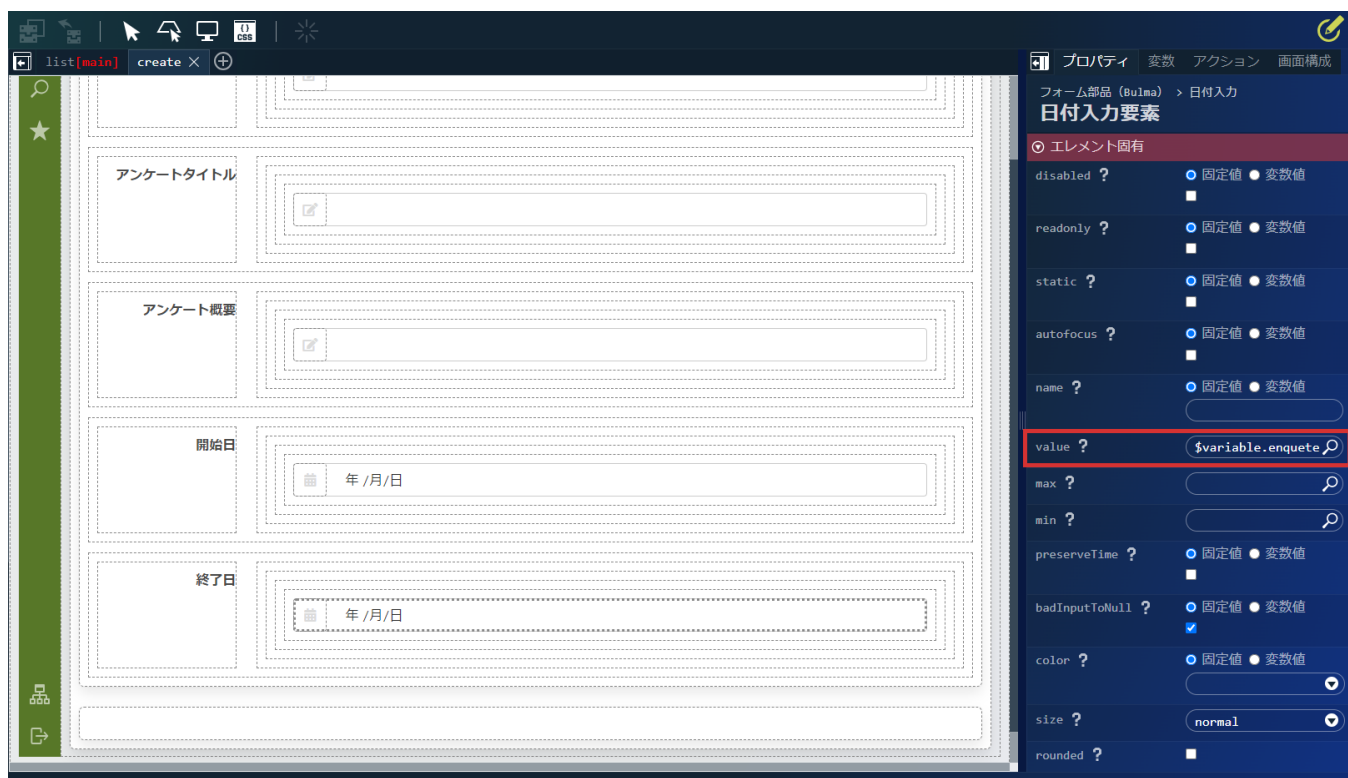 {} CSS
list[main] create
プロパティ 変数 アクション 画面構成
フォーム部品 (Bulma) > 日付入力
日付入力要素
エレメント固有
disabled ? 固定値 変数値
readonly ? 固定値 変数値
static ? 固定値 変数値
autofocus ? 固定値 変数値
name ? 固定値 変数値
value ? $variable.enquete
max ?
min ?
preserveTime ? 固定値 変数値
badInputToNull ? 固定値 変数値
color ? 固定値 変数値
size ? normal
rounded ?
アンケートタイトル
アンケート概要
開始日
年 /月/日
終了日
年 /月/日